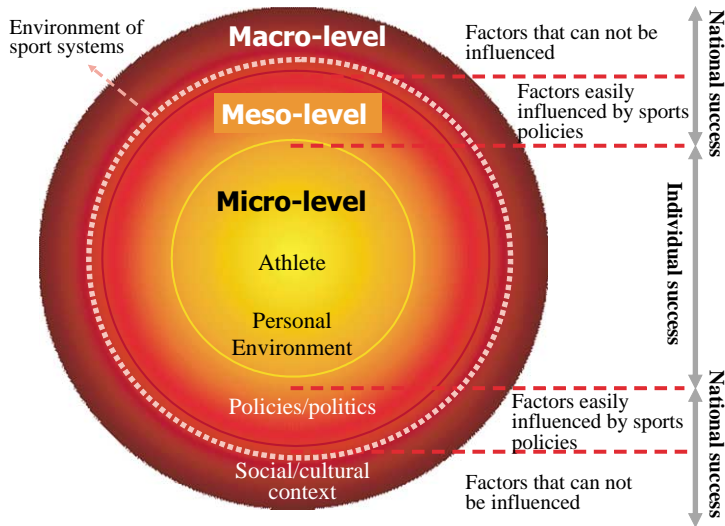 Environment of
sport systems
Macro-level
Factors that can not be
influenced
National success
Factors easily
influenced by sports
policies
Meso-level
Micro-level
Athlete
Personal
Environment
Individual success
Policies/politics
Factors easily
influenced by sports
policies
National success
Social/cultural
context
Factors that can not
be influenced